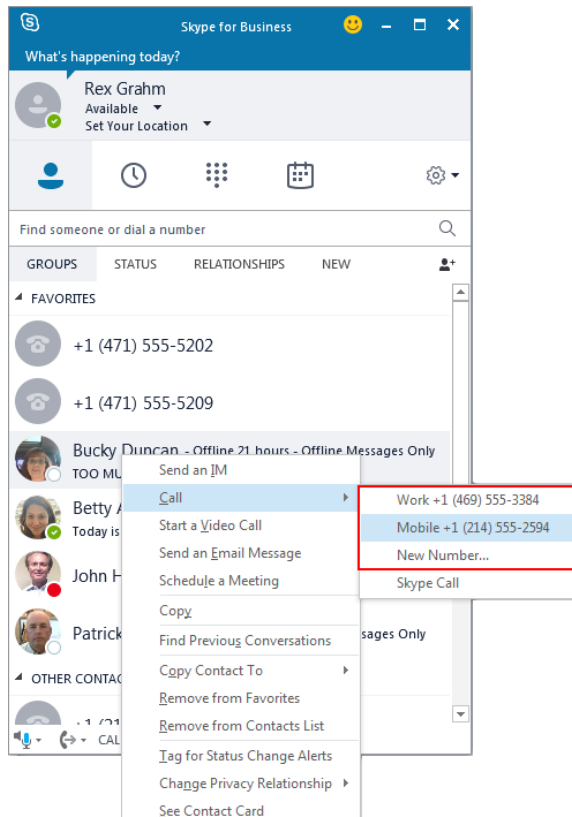 Skype for Business
What's happening today?
Rex Grahm
Available
Set Your Location
Find someone or dial a number
GROUPS STATUS RELATIONSHIPS NEW
FAVORITES
+1 (471) 555-5202
+1 (471) 555-5209
Bucky Duncan - Offline 21 hours - Offline Messages Only
TOO MU
Send an IM
Call
Work +1 (469) 555-3384
Mobile +1 (214) 555-2594
New Number...
Skype Call
Betty A
Today is
Start a Video Call
Send an Email Message
John H
Schedule a Meeting
Copy
Patrick
Find Previous Conversations
sages Only
Copy Contact To
OTHER CONTAC
Remove from Favorites
Remove from Contacts List
CAL
Tag for Status Change Alerts
Change Privacy Relationship
See Contact Card